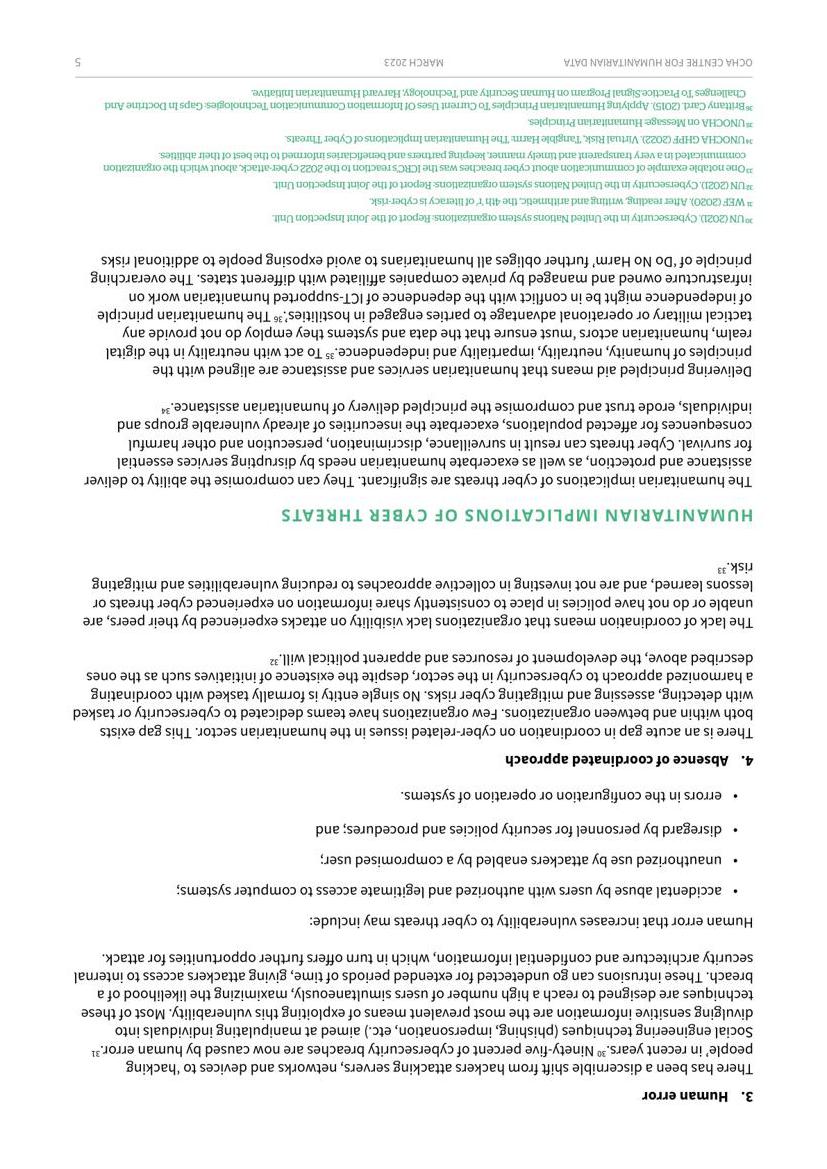 3. Human error
There has been a discernible shift from hackers attacking servers, networks and devices to 'hacking
people' in recent years.³⁰ Ninety-five percent of cybersecurity breaches are now caused by human error.³¹
Social engineering techniques (phishing, impersonation, etc.) aimed at manipulating individuals into
divulging sensitive information are the most prevalent means of exploiting this vulnerability. Most of these
techniques are designed to reach a high number of users simultaneously, maximizing the likelihood of a
breach. These intrusions can go undetected for extended periods of time, giving attackers access to internal
security architecture and confidential information, which in turn offers further opportunities for attack.
Human error that increases vulnerability to cyber threats may include:
• accidental abuse by users with authorized and legitimate access to computer systems;
• unauthorized use by attackers enabled by a compromised user;
• disregard by personnel for security policies and procedures; and
• errors in the configuration or operation of systems.
4. Absence of coordinated approach
There is an acute gap in coordination on cyber-related issues in the humanitarian sector. This gap exists
both within and between organizations. Few organizations have teams dedicated to cybersecurity or tasked
with detecting, assessing and mitigating cyber risks. No single entity is formally tasked with coordinating
a harmonized approach to cybersecurity in the sector, despite the existence of initiatives such as the ones
described above, the development of resources and apparent political will.³²
The lack of coordination means that organizations lack visibility on attacks experienced by their peers, are
unable or do not have policies in place to consistently share information on experienced cyber threats or
lessons learned, and are not investing in collective approaches to reducing vulnerabilities and mitigating
risk.³³
HUMANITARIAN IMPLICATIONS OF CYBER THREATS
The humanitarian implications of cyber threats are significant. They can compromise the ability to deliver
assistance and protection, as well as exacerbate humanitarian needs by disrupting services essential
for survival. Cyber threats can result in surveillance, discrimination, persecution and other harmful
consequences for affected populations, exacerbate the insecurities of already vulnerable groups and
individuals, erode trust and compromise the principled delivery of humanitarian assistance.³⁴
Delivering principled aid means that humanitarian services and assistance are aligned with the
principles of humanity, neutrality, impartiality and independence.³⁵ To act with neutrality in the digital
realm, humanitarian actors 'must ensure that the data and systems they employ do not provide any
tactical military or operational advantage to parties engaged in hostilities'.³⁶ The humanitarian principle
of independence might be in conflict with the dependence of ICT-supported humanitarian work on
infrastructure owned and managed by private companies affiliated with different states. The overarching
principle of 'Do No Harm' further obliges all humanitarians to avoid exposing people to additional risks
³⁰ UN (2021). Cybersecurity in the United Nations system organizations: Report of the Joint Inspection Unit.
³¹ WEF (2020). After reading, writing and arithmetic, the 4th 'r' of literacy is cyber-risk.
³² UN (2021). Cybersecurity in the United Nations system organizations: Report of the Joint Inspection Unit.
³³ One notable example of communication about cyber breaches was the ICRC's reaction to the 2022 cyber-attack, about which the organization
communicated in a very transparent and timely manner, keeping partners and beneficiaries informed to the best of their abilities.
³⁴ UNOCHA GHPF (2022). Virtual Risk, Tangible Harm: The Humanitarian Implications of Cyber Threats.
³⁵ UNOCHA on Message: Humanitarian Principles.
³⁶ Brittany Card. (2015). Applying Humanitarian Principles To Current Uses Of Information Communication Technologies: Gaps In Doctrine And
Challenges To Practice.Signal Program on Human Security and Technology, Harvard Humanitarian Initiative.
OCHA CENTRE FOR HUMANITARIAN DATA MARCH 2023 5